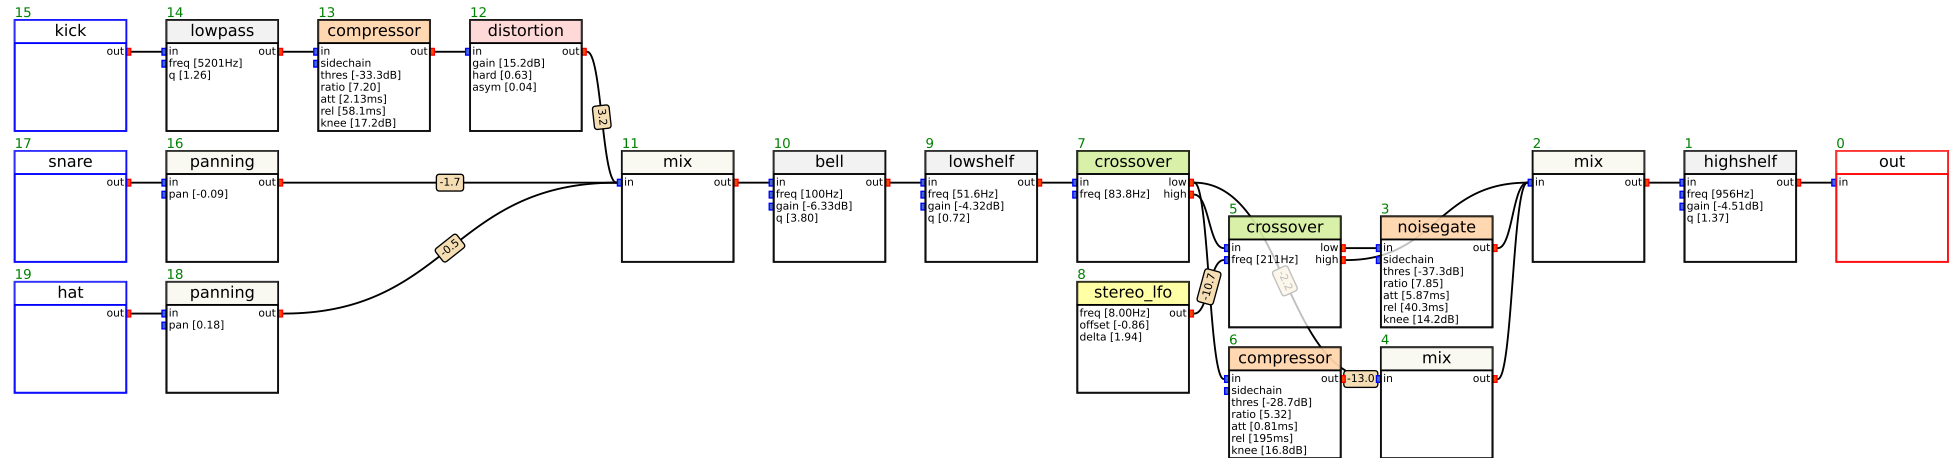 15
kick
out
14
lowpass
in out
freq [5201Hz]
q [1.26]
13
compressor
in out
sidechain
thres [-33.3dB]
ratio [7.20]
att [2.13ms]
rel [58.1ms]
knee [17.2dB]
12
distortion
in out
gain [15.2dB]
hard [0.63]
asym [0.04]
3.2
17
snare
out
16
panning
in out
pan [-0.09]
-1.7
19
hat
out
18
panning
in out
pan [0.18]
-0.5
11
mix
in out
10
bell
in out
freq [100Hz]
gain [-6.33dB]
q [3.80]
9
lowshelf
in out
freq [51.6Hz]
gain [-4.32dB]
q [0.72]
7
crossover
in low
freq [83.8Hz] high
8
stereo_lfo
freq [8.00Hz] out
offset [-0.86]
delta [1.94]
-10.7
5
crossover
in low
freq [211Hz] high
-2.2
6
compressor
in out
sidechain
thres [-28.7dB]
ratio [5.32]
att [0.81ms]
rel [195ms]
knee [16.8dB]
-13.0
3
noisegate
in out
sidechain
thres [-37.3dB]
ratio [7.85]
att [5.87ms]
rel [40.3ms]
knee [14.2dB]
4
mix
in out
2
mix
in out
1
highshelf
in out
freq [956Hz]
gain [-4.51dB]
q [1.37]
0
out
in